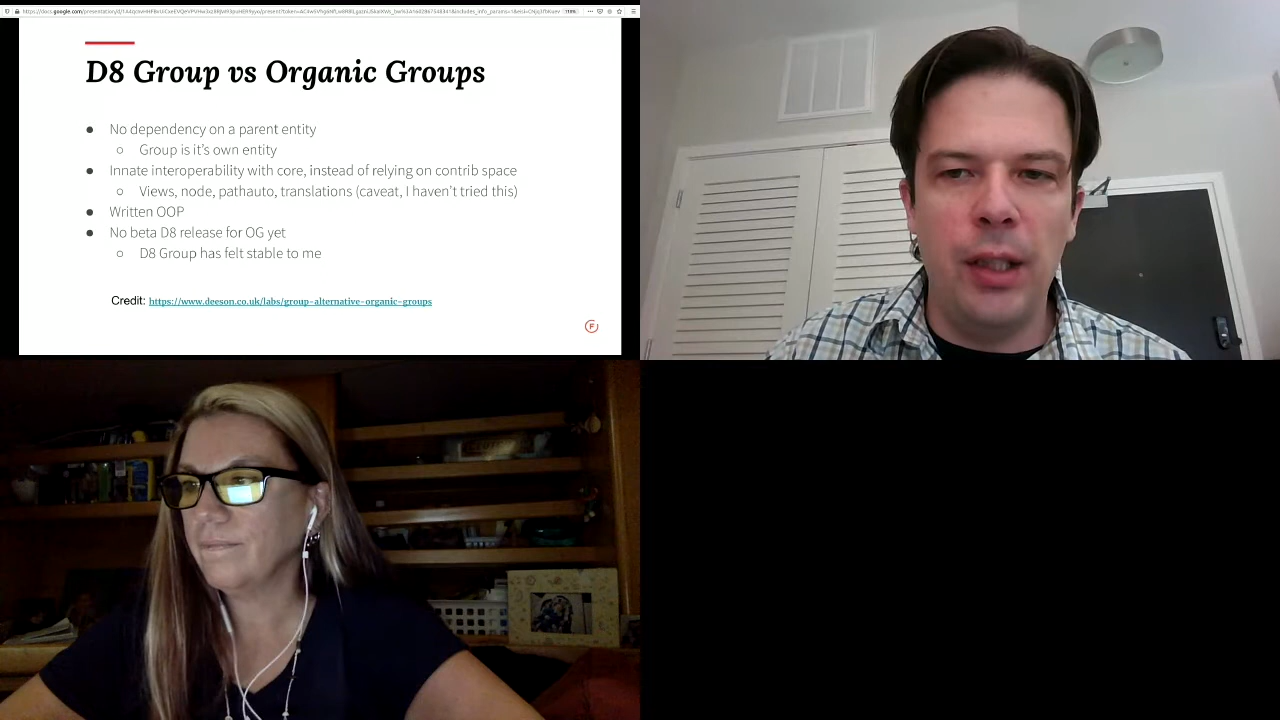 D8 Group vs Organic Groups
● No dependency on a parent entity
○ Group is it's own entity
● Innate interoperability with core, instead of relying on contrib space
○ Views, node, pathauto, translations (caveat, I haven't tried this)
● Written OOP
● No beta D8 release for OG yet
○ D8 Group has felt stable to me
Credit: https://www.deeson.co.uk/labs/group-alternative-organic-groups
F